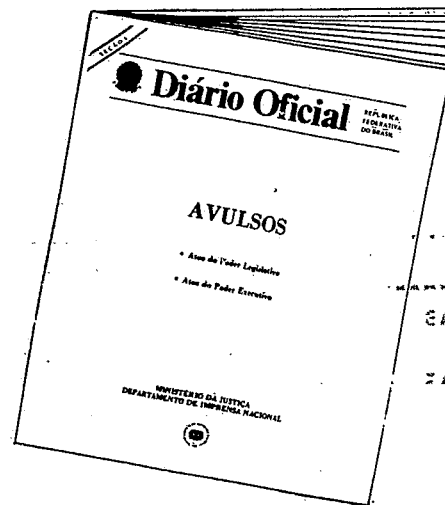 SEÇÃO I
Diário Oficial
REPÚBLICA
FEDERATIVA
DO BRASIL
AVULSOS
• Atos do Poder Legislativo
• Atos do Poder Executivo
MINISTÉRIO DA JUSTIÇA
DEPARTAMENTO DE IMPRENSA NACIONAL